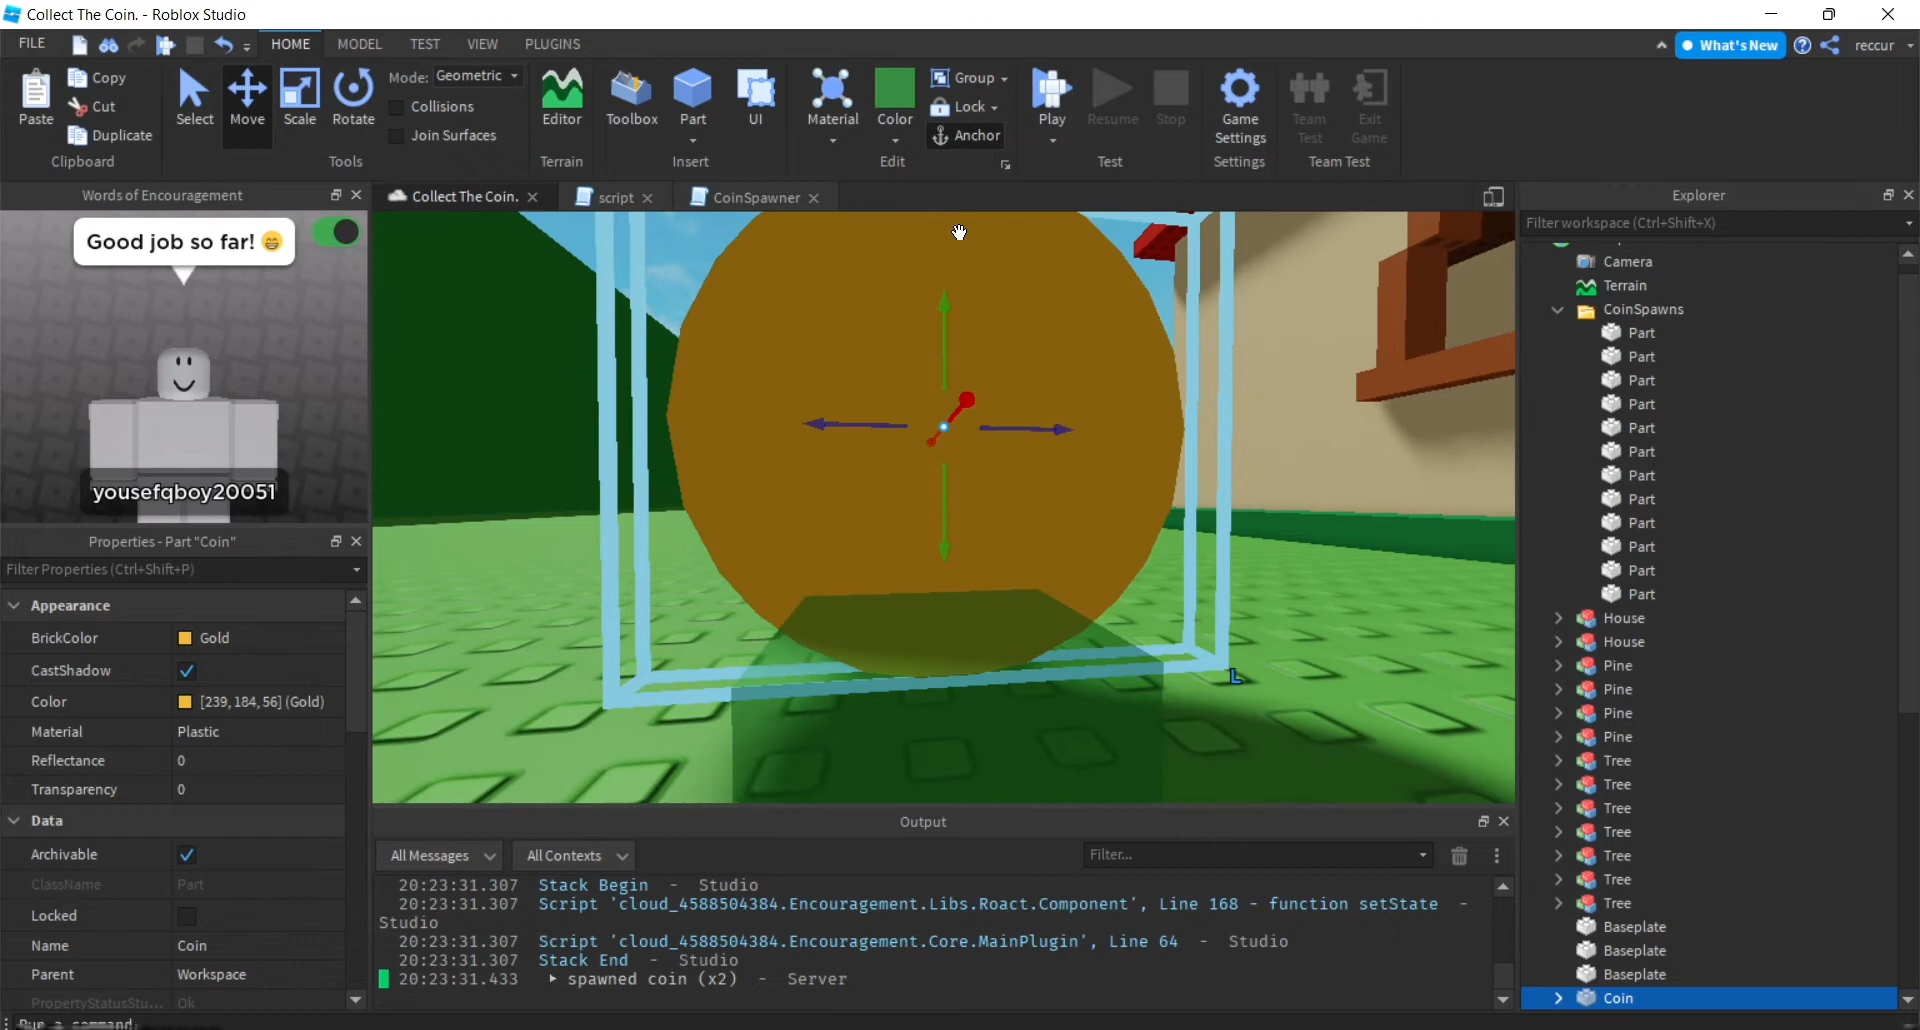 Collect The Coin. - Roblox Studio
FILE HOME MODEL TEST VIEW PLUGINS What's New reccur
Paste Copy Cut Duplicate Clipboard
Select Move Scale Rotate Mode: Geometric Collisions Join Surfaces Tools
Editor Terrain
Toolbox Part UI Insert
Material Color Group Lock Anchor Edit
Play Resume Stop Test
Game Settings Settings
Team Test Exit Game Team Test
Words of Encouragement
Good job so far! 😁
yousefqboy20051
Properties - Part "Coin"
Filter Properties (Ctrl+Shift+P)
Appearance
BrickColor Gold
CastShadow
Color [239, 184, 56] (Gold)
Material Plastic
Reflectance 0
Transparency 0
Data
Archivable
ClassName Part
Locked
Name Coin
Parent Workspace
PropertyStatusStu... Ok
Run a command
Collect The Coin. script CoinSpawner
L
Output
All Messages All Contexts Filter...
20:23:31.307 Stack Begin - Studio
20:23:31.307 Script 'cloud_4588504384.Encouragement.Libs.Roact.Component', Line 168 - function setState -
Studio
20:23:31.307 Script 'cloud_4588504384.Encouragement.Core.MainPlugin', Line 64 - Studio
20:23:31.307 Stack End - Studio
20:23:31.433 ▸ spawned coin (x2) - Server
Explorer
Filter workspace (Ctrl+Shift+X)
Camera
Terrain
CoinSpawns
Part
Part
Part
Part
Part
Part
Part
Part
Part
Part
Part
Part
House
House
Pine
Pine
Pine
Pine
Tree
Tree
Tree
Tree
Tree
Tree
Tree
Baseplate
Baseplate
Baseplate
Coin